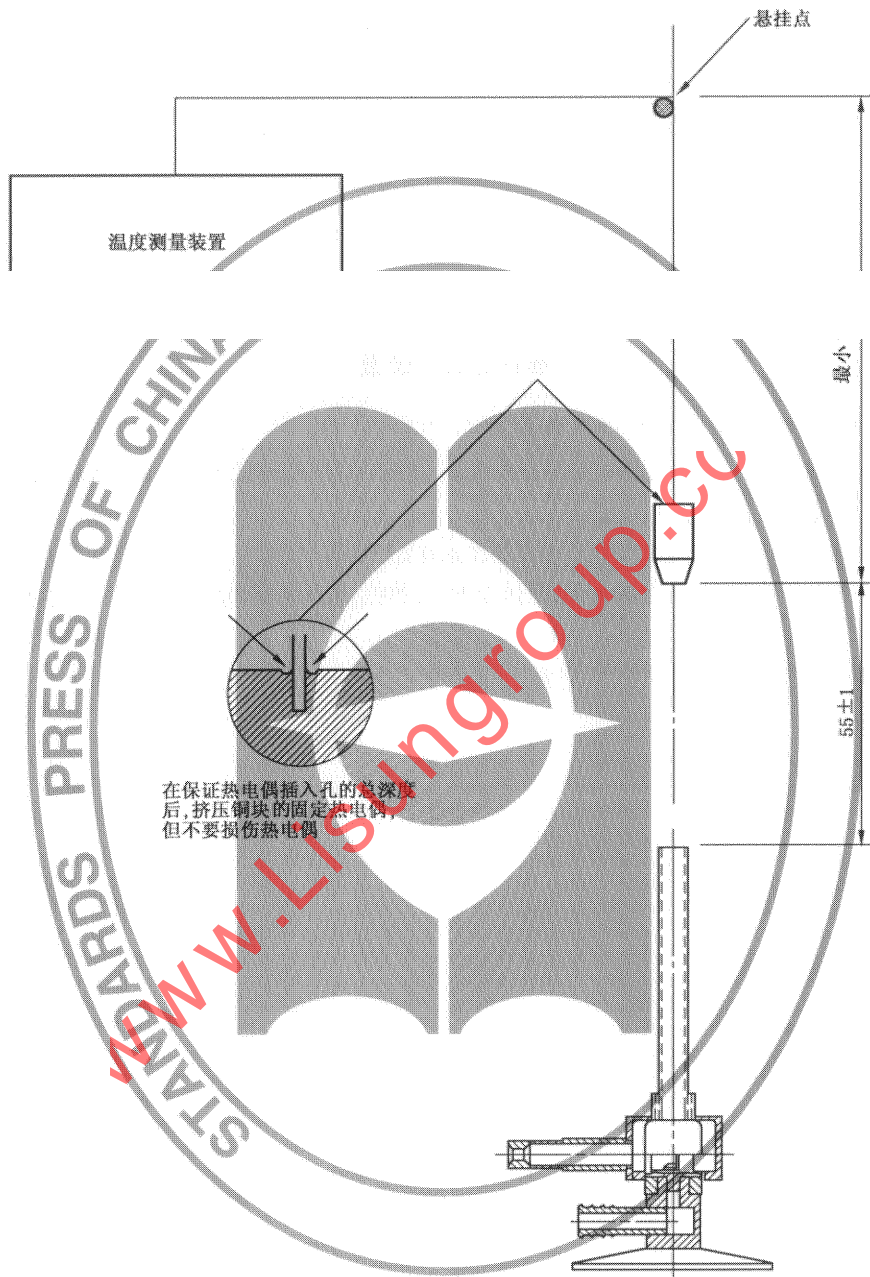 悬挂点
温度测量装置
最小
55±1
在保证热电偶插入孔的总深度
后,挤压铜块的固定热电偶,
但不要损伤热电偶
STANDARDS PRESS OF CHINA
www.Lisungroup.co